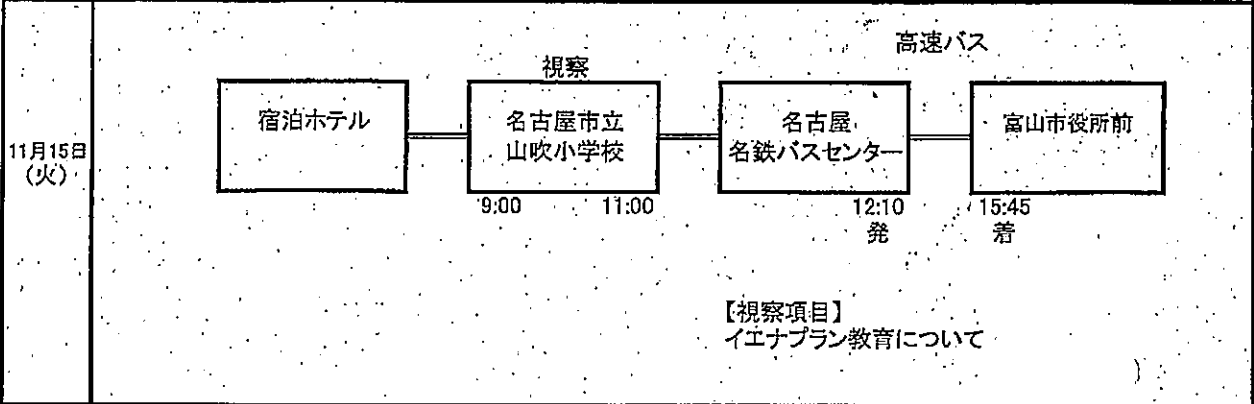 11月15日
(火)
高速バス
視察
宿泊ホテル
名古屋市立
山吹小学校
名古屋
名鉄バスセンター
富山市役所前
9:00 11:00
12:10
発
15:45
着
【視察項目】
イエナプラン教育について